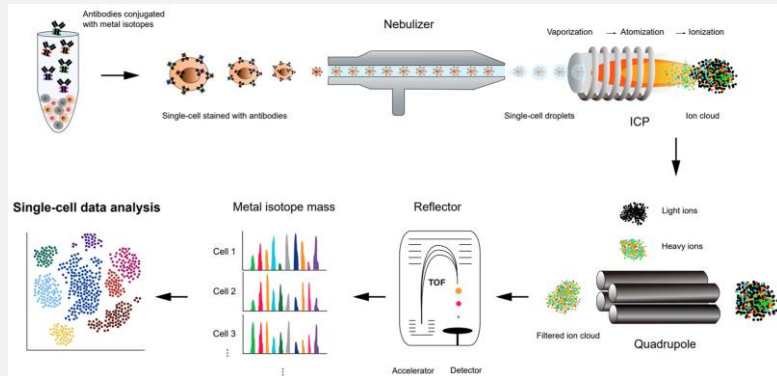 Antibodies conjugated
with metal isotopes
Nebulizer
Vaporization → Atomization → Ionization
Single-cell stained with antibodies
Single-cell droplets
ICP
Ion cloud
Light ions
Heavy ions
Filtered ion cloud
Quadrupole
Reflector
TOF
Accelerator
Detector
Metal isotope mass
Cell 1
Cell 2
Cell 3
⋮
⋮
Single-cell data analysis